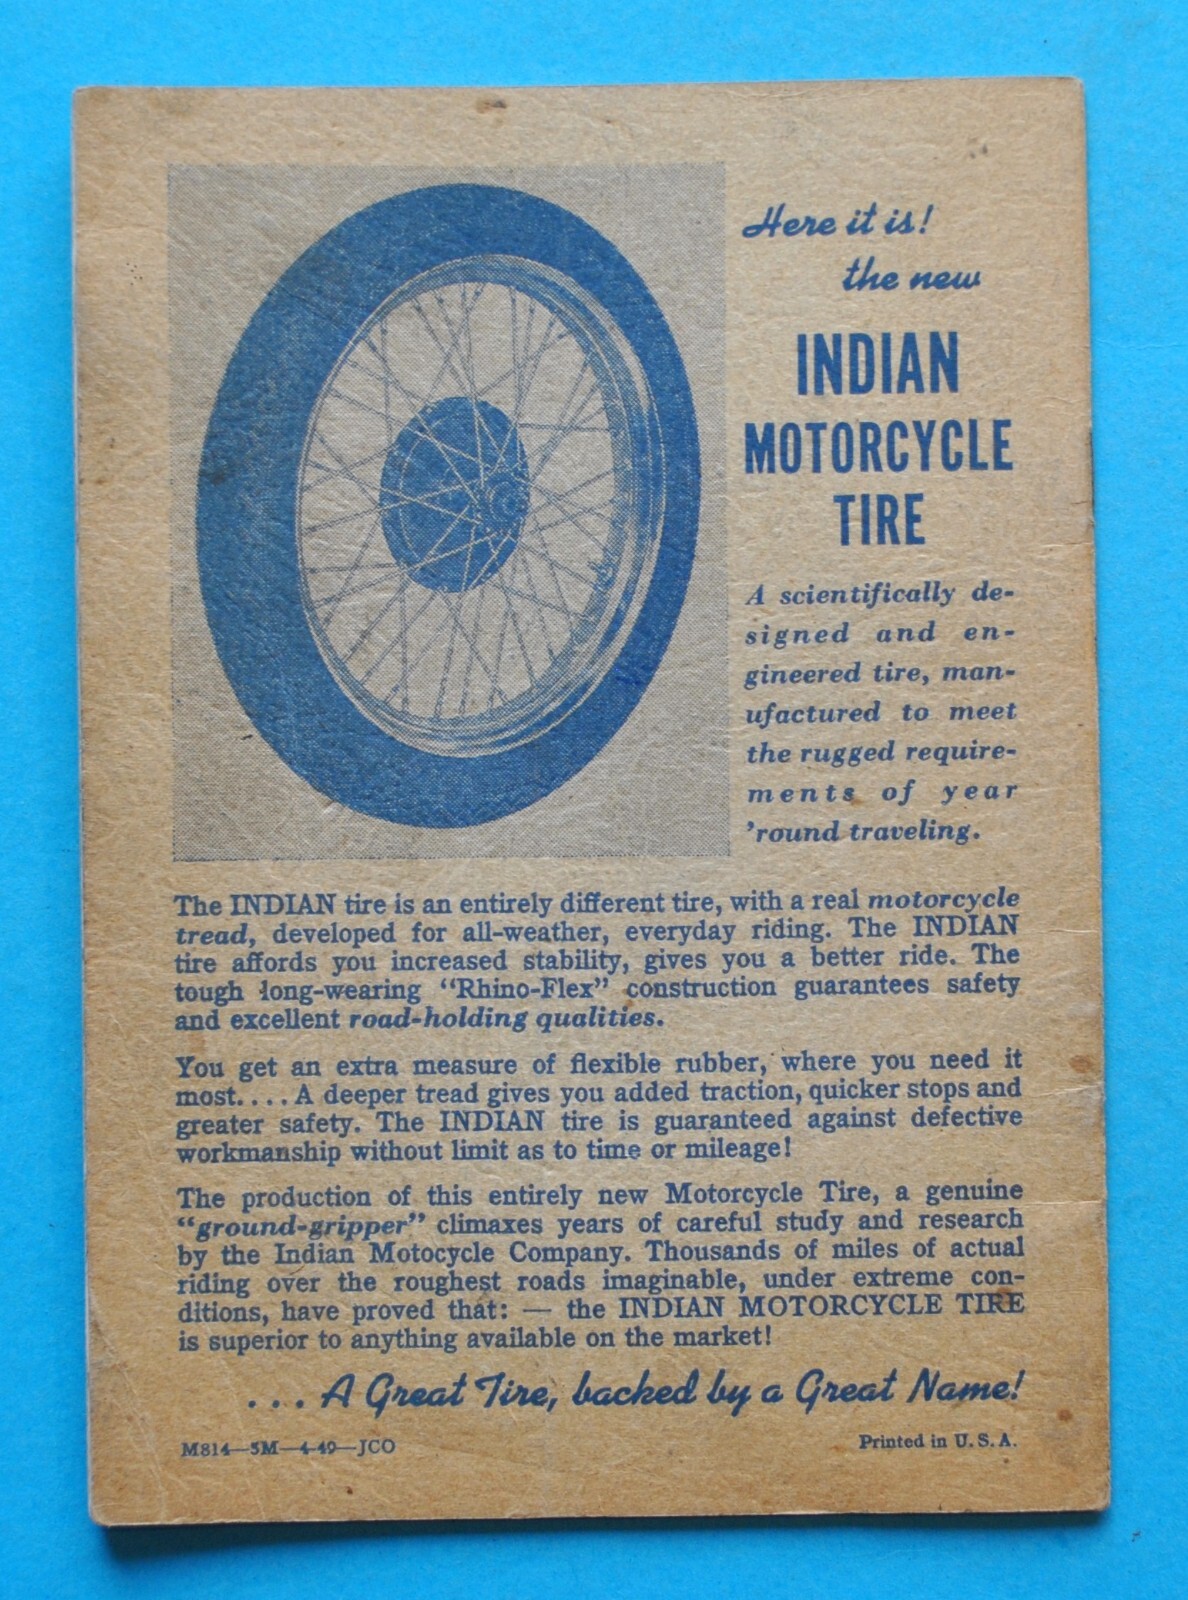 Here it is!
the new
INDIAN
MOTORCYCLE
TIRE
A scientifically de-
signed and en-
gineered tire, man-
ufactured to meet
the rugged require-
ments of year
'round traveling.
The INDIAN tire is an entirely different tire, with a real motorcycle
tread, developed for all-weather, everyday riding. The INDIAN
tire affords you increased stability, gives you a better ride. The
tough long-wearing “Rhino-Flex” construction guarantees safety
and excellent road-holding qualities.
You get an extra measure of flexible rubber, where you need it
most.... A deeper tread gives you added traction, quicker stops and
greater safety. The INDIAN tire is guaranteed against defective
workmanship without limit as to time or mileage!
The production of this entirely new Motorcycle Tire, a genuine
“ground-gripper” climaxes years of careful study and research
by the Indian Motocycle Company. Thousands of miles of actual
riding over the roughest roads imaginable, under extreme con-
ditions, have proved that: — the INDIAN MOTORCYCLE TIRE
is superior to anything available on the market!
... A Great Tire, backed by a Great Name!
M814—5M—4-49—JCO
Printed in U. S. A.